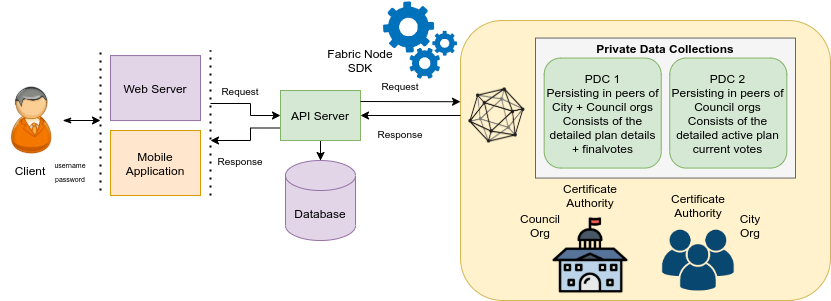 Client
username
password
Web Server
Mobile
Application
Request
Response
API Server
Database
Fabric Node
SDK
Request
Response
Private Data Collections
PDC 1
Persisting in peers of
City + Council orgs
Consists of the
detailed plan details
+ finalvotes
PDC 2
Persisting in peers of
Council orgs
Consists of the
detailed active plan
current votes
Certificate
Authority
Council
Org
Certificate
Authority
City
Org